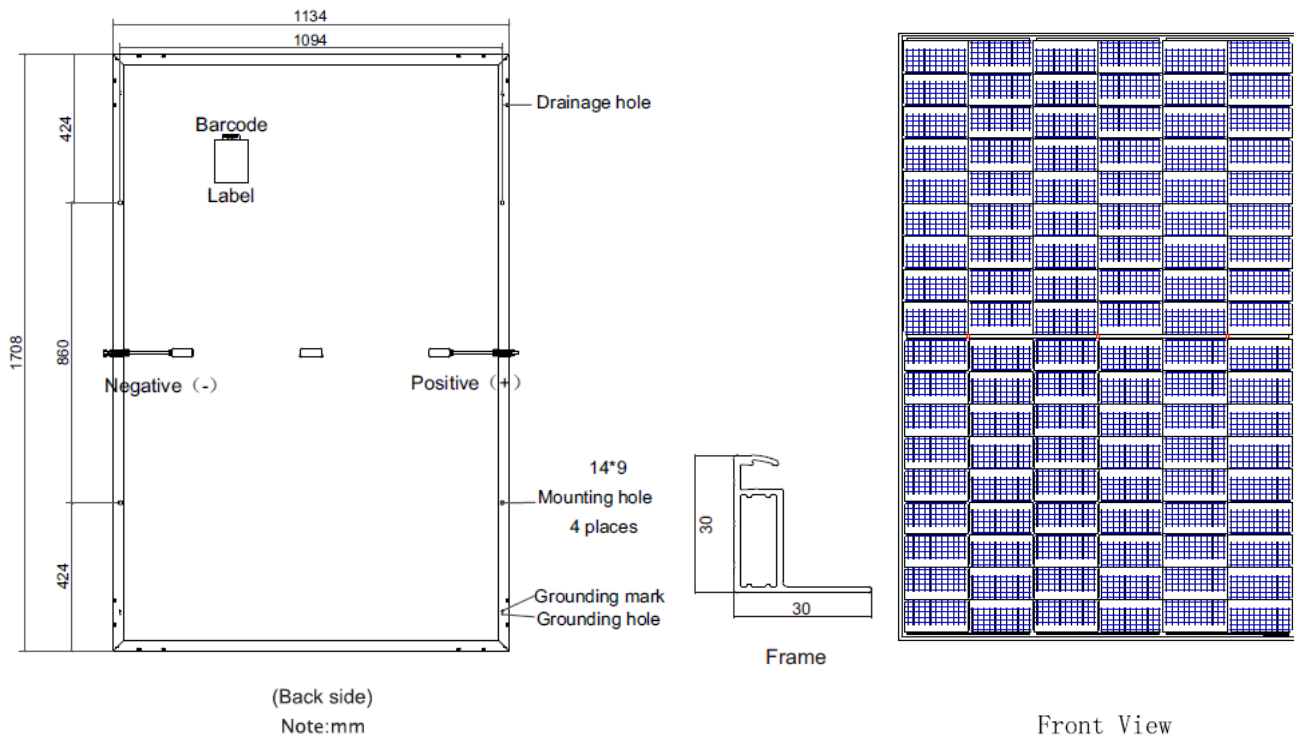 1134
1094
Drainage hole
424
Barcode
Label
1708
860
Negative（-）
Positive（+）
14*9
Mounting hole
4 places
30
424
Grounding mark
Grounding hole
30
Frame
(Back side)
Note:mm
Front View